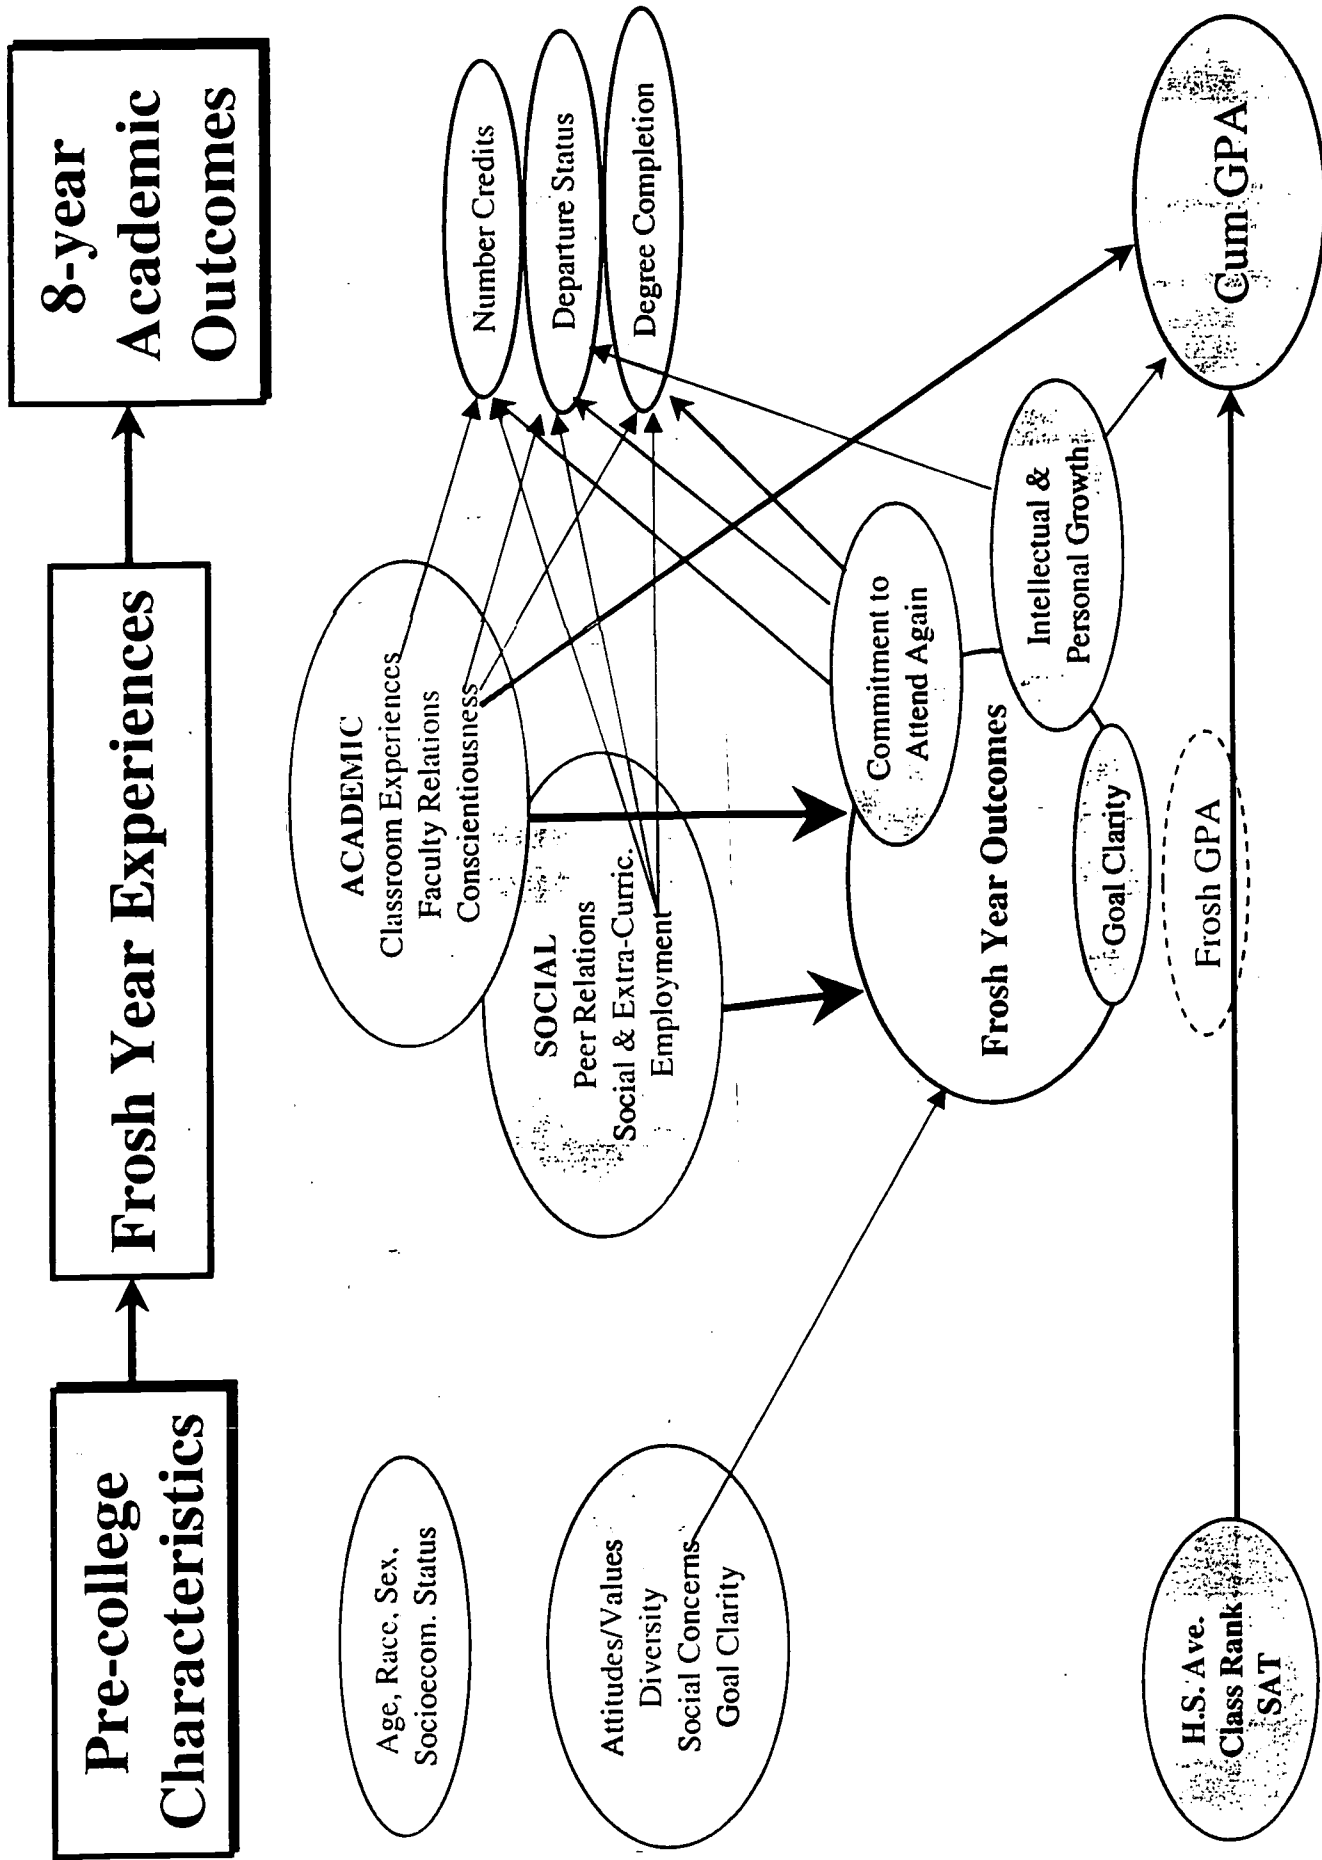 Pre-college
Characteristics
Frosh Year Experiences
8-year
Academic
Outcomes
Age, Race, Sex,
Socioecom. Status
Attitudes/Values
Diversity
Social Concerns
Goal Clarity
H.S. Ave.
Class Rank
SAT
ACADEMIC
Classroom Experiences
Faculty Relations
Conscientiousness
SOCIAL
Peer Relations
Social & Extra-Curric.
Employment
Frosh Year Outcomes
Commitment to
Attend Again
Intellectual &
Personal Growth
Goal Clarity
Frosh GPA
Number Credits
Departure Status
Degree Completion
Cum GPA